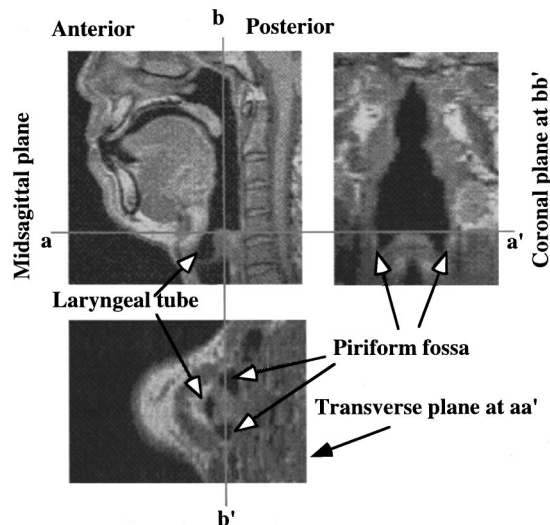 b
Anterior
Posterior
Midsagittal plane
Coronal plane at bb'
a
a'
Laryngeal tube
Piriform fossa
Transverse plane at aa'
b'